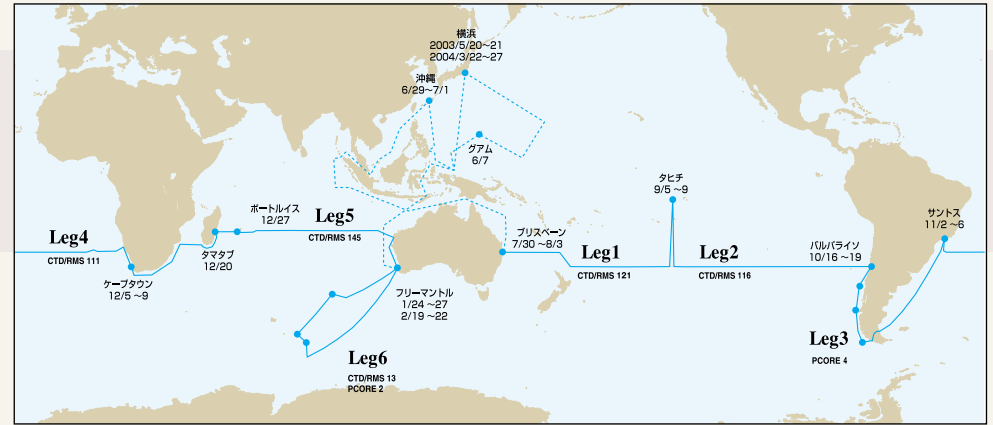 横浜
2003/5/20~21
2004/3/22~27
沖縄
6/29~7/1
グアム
6/7
タヒチ
9/5 ~9
サントス
11/2 ~6
ポートルイス
12/27
Leg5
CTD/RMS 145
Leg4
CTD/RMS 111
タマタブ
12/20
ケープタウン
12/5 ~9
ブリスベーン
7/30 ~8/3
Leg1
CTD/RMS 121
Leg2
CTD/RMS 116
バルパライソ
10/16 ~19
フリーマントル
1/24 ~27
2/19 ~22
Leg3
PCORE 4
Leg6
CTD/RMS 13
PCORE 2